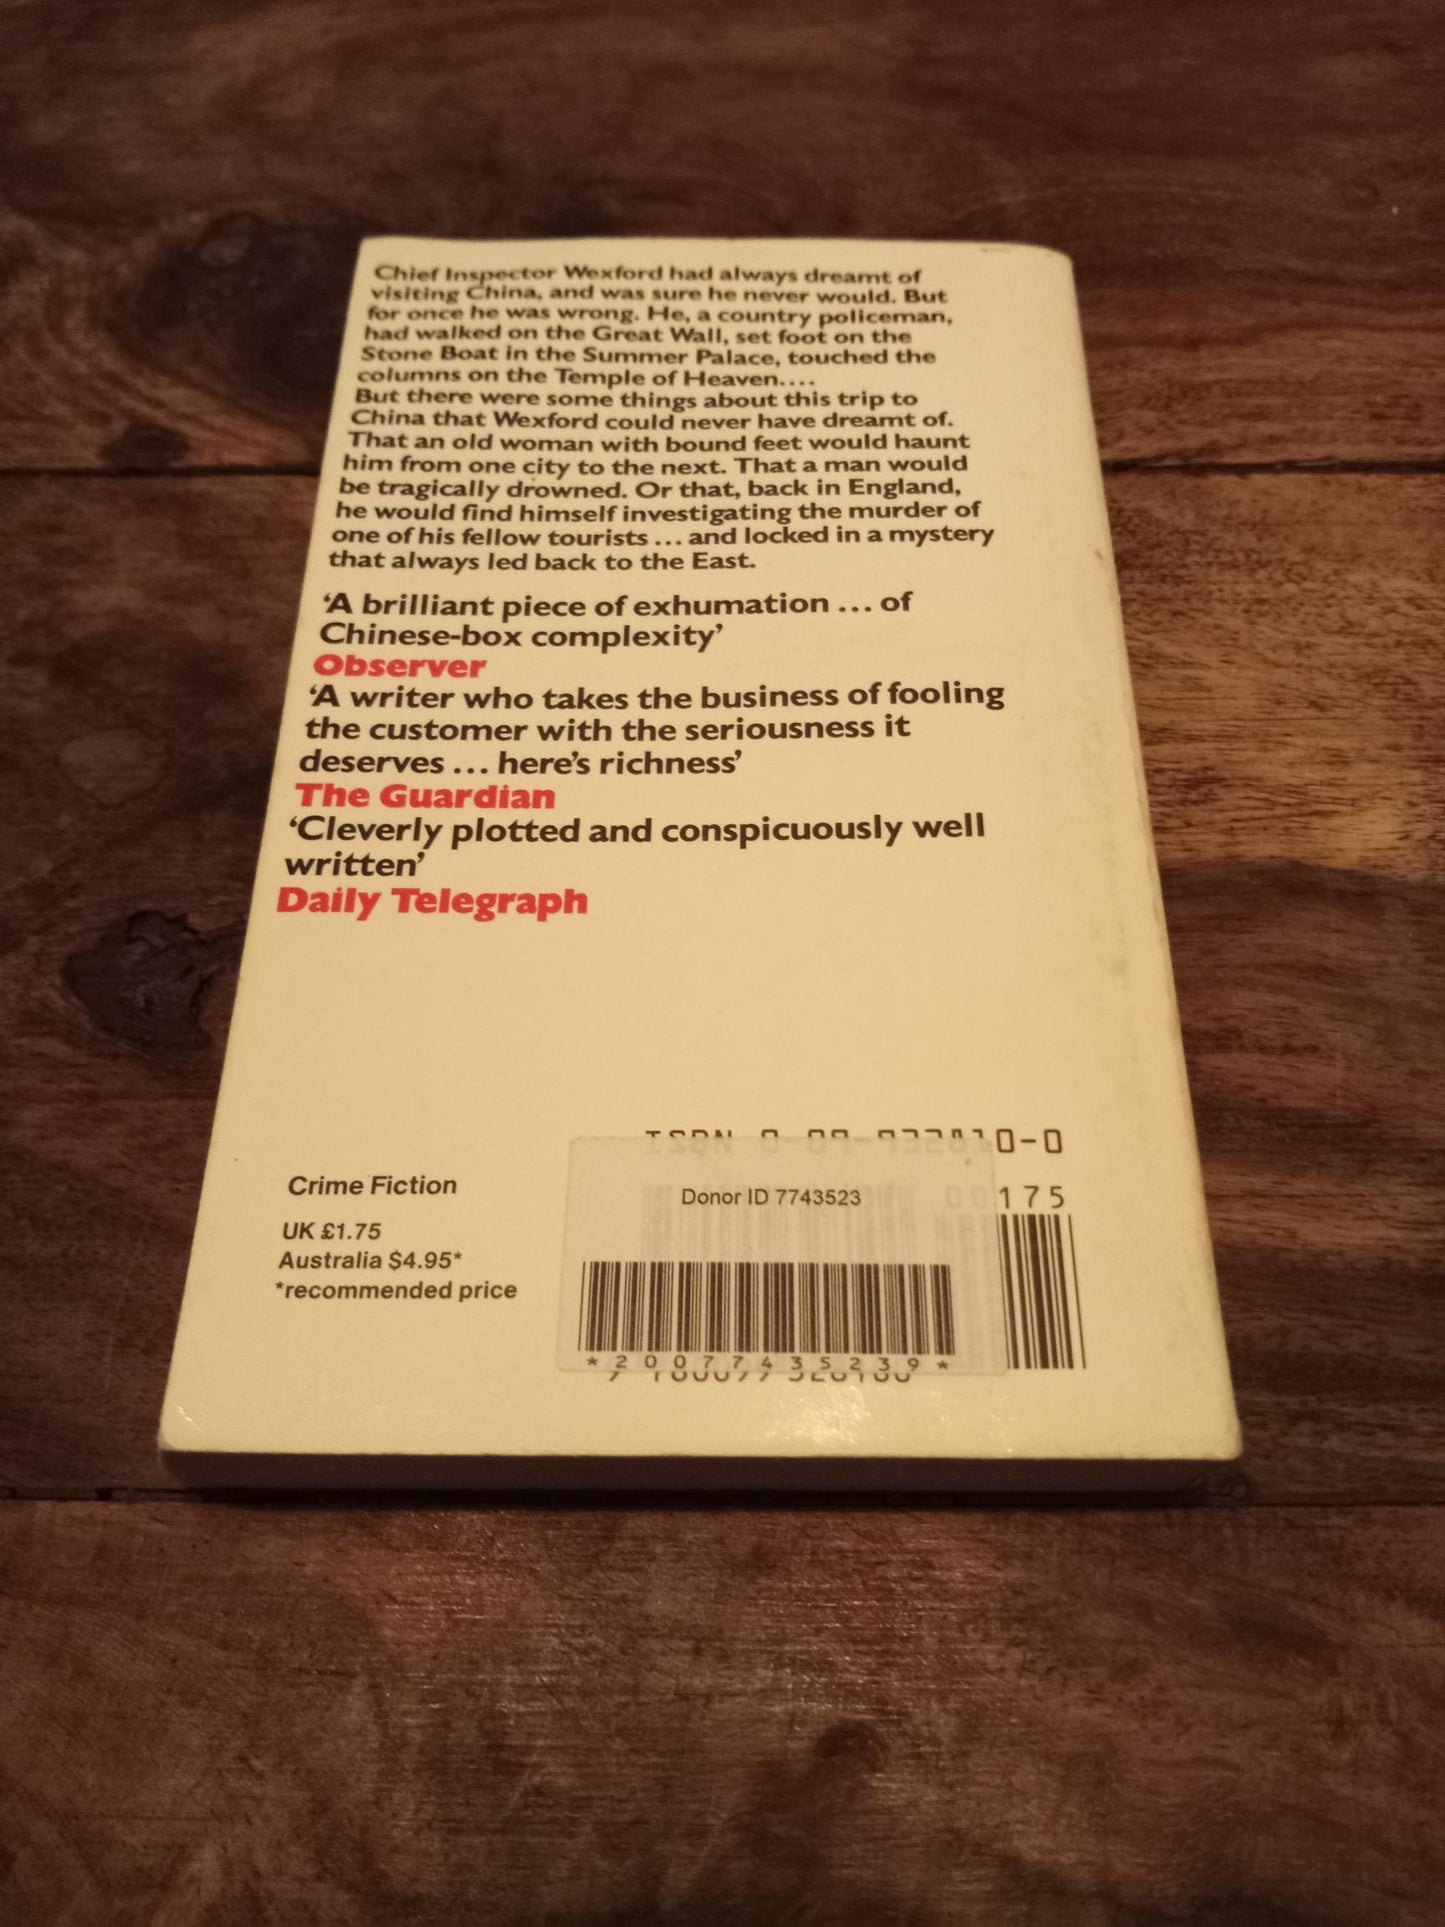 Chief Inspector Wexford had always dreamt of
visiting China, and was sure he never would. But
for once he was wrong. He, a country policeman,
had walked on the Great Wall, set foot on the
Stone Boat in the Summer Palace, touched the
columns on the Temple of Heaven....
But there were some things about this trip to
China that Wexford could never have dreamt of.
That an old woman with bound feet would haunt
him from one city to the next. That a man would
be tragically drowned. Or that, back in England,
he would find himself investigating the murder of
one of his fellow tourists ... and locked in a mystery
that always led back to the East.
‘A brilliant piece of exhumation ... of
Chinese-box complexity’
Observer
‘A writer who takes the business of fooling
the customer with the seriousness it
deserves ... here’s richness’
The Guardian
‘Cleverly plotted and conspicuously well
written’
Daily Telegraph
ISBN 0 09
10-0
Crime Fiction
Donor ID 7743523
00175
UK £1.75
Australia $4.95*
*recommended price
*20077435239*